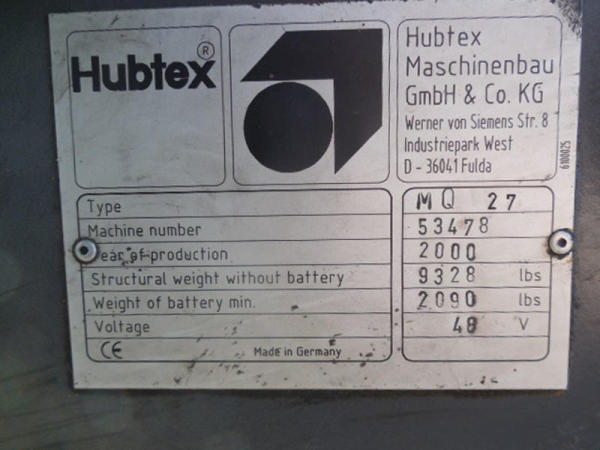 Hubtex®
Hubtex
Maschinenbau
GmbH & Co. KG
Werner von Siemens Str. 8
Industriepark West
D - 36041 Fulda
6100025
Type MQ 27
Machine number 53478
Year of production 2000
Structural weight without battery 9328 lbs
Weight of battery min. 2090 lbs
Voltage 48 V
CE Made in Germany